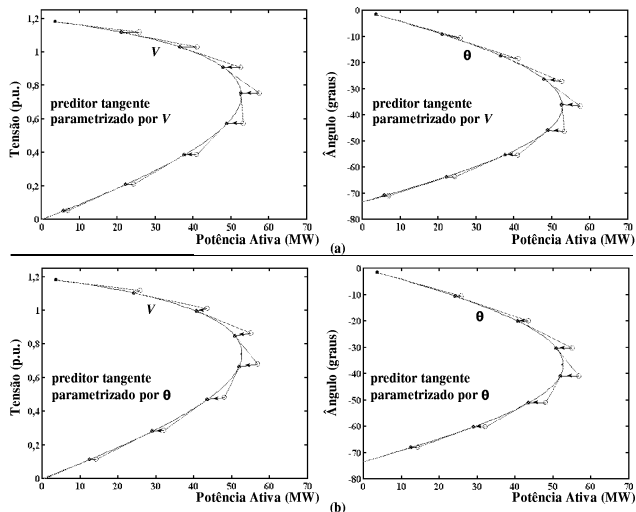 1,2
1
0,8
0,6
0,4
0,2
0
Tensão (p.u.)
V
preditor tangente
parametrizado por V
0 10 20 30 40 50 60 70
Potência Ativa (MW)
0
-10
-20
-30
-40
-50
-60
-70
-80
Ângulo (graus)
θ
preditor tangente
parametrizado por V
0 10 20 30 40 50 60 70
Potência Ativa (MW)
(a)
1,2
1
0,8
0,6
0,4
0,2
0
Tensão (p.u.)
V
preditor tangente
parametrizado por θ
0 10 20 30 40 50 60 70
Potência Ativa (MW)
0
-10
-20
-30
-40
-50
-60
-70
-80
Ângulo (graus)
θ
preditor tangente
parametrizado por θ
0 10 20 30 40 50 60 70
Potência Ativa (MW)
(b)